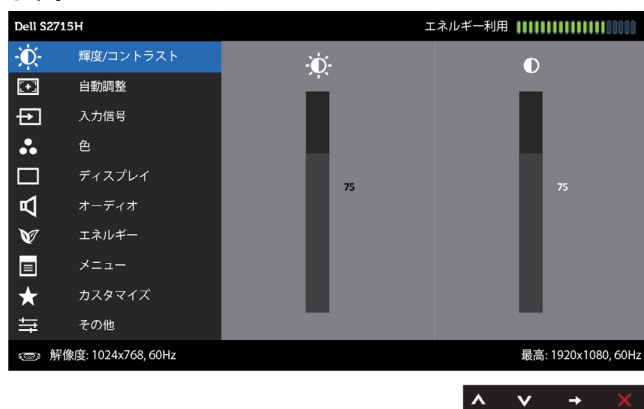 Dell S2715H エネルギー利用
輝度/コントラスト
自動調整
入力信号
色
ディスプレイ
オーディオ
エネルギー
メニュー
カスタマイズ
その他
75 75
解像度: 1024x768, 60Hz 最高: 1920x1080, 60Hz